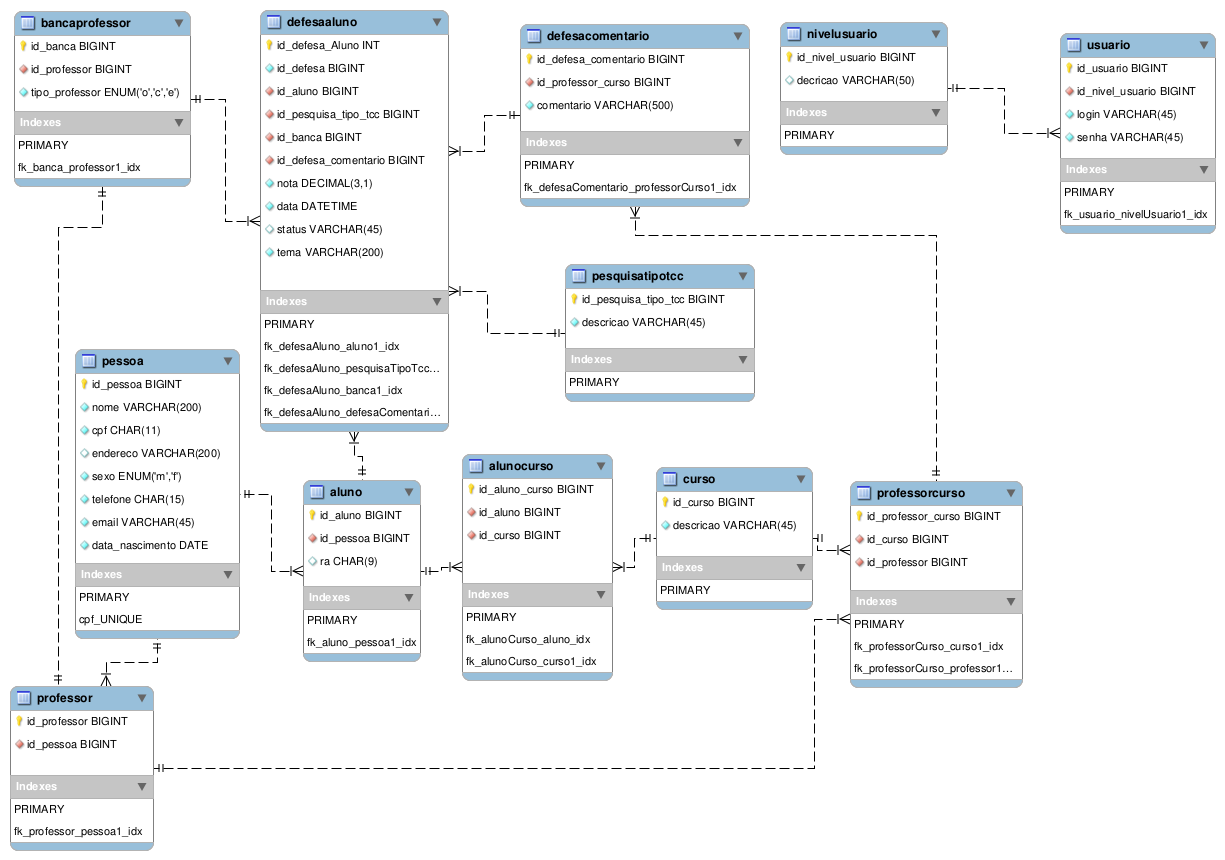 bancaprofessor
id_banca BIGINT
id_professor BIGINT
tipo_professor ENUM('o','c','e')
Indexes
PRIMARY
fk_banca_professor1_idx
defesaaluno
id_defesa_Aluno INT
id_defesa BIGINT
id_aluno BIGINT
id_pesquisa_tipo_tcc BIGINT
id_banca BIGINT
id_defesa_comentario BIGINT
nota DECIMAL(3,1)
data DATETIME
status VARCHAR(45)
tema VARCHAR(200)
Indexes
PRIMARY
fk_defesaAluno_aluno1_idx
fk_defesaAluno_pesquisaTipoTcc...
fk_defesaAluno_banca1_idx
fk_defesaAluno_defesaComentari...
defesacomentario
id_defesa_comentario BIGINT
id_professor_curso BIGINT
comentario VARCHAR(500)
Indexes
PRIMARY
fk_defesaComentario_professorCurso1_idx
nivelusuario
id_nivel_usuario BIGINT
decricao VARCHAR(50)
Indexes
PRIMARY
usuario
id_usuario BIGINT
id_nivel_usuario BIGINT
login VARCHAR(45)
senha VARCHAR(45)
Indexes
PRIMARY
fk_usuario_nivelUsuario1_idx
pesquisatipotcc
id_pesquisa_tipo_tcc BIGINT
descricao VARCHAR(45)
Indexes
PRIMARY
pessoa
id_pessoa BIGINT
nome VARCHAR(200)
cpf CHAR(11)
endereco VARCHAR(200)
sexo ENUM('m','f')
telefone CHAR(15)
email VARCHAR(45)
data_nascimento DATE
Indexes
PRIMARY
cpf_UNIQUE
aluno
id_aluno BIGINT
id_pessoa BIGINT
ra CHAR(9)
Indexes
PRIMARY
fk_aluno_pessoa1_idx
alunocurso
id_aluno_curso BIGINT
id_aluno BIGINT
id_curso BIGINT
Indexes
PRIMARY
fk_alunoCurso_aluno_idx
fk_alunoCurso_curso1_idx
curso
id_curso BIGINT
descricao VARCHAR(45)
Indexes
PRIMARY
professorcurso
id_professor_curso BIGINT
id_curso BIGINT
id_professor BIGINT
Indexes
PRIMARY
fk_professorCurso_curso1_idx
fk_professorCurso_professor1...
professor
id_professor BIGINT
id_pessoa BIGINT
Indexes
PRIMARY
fk_professor_pessoa1_idx